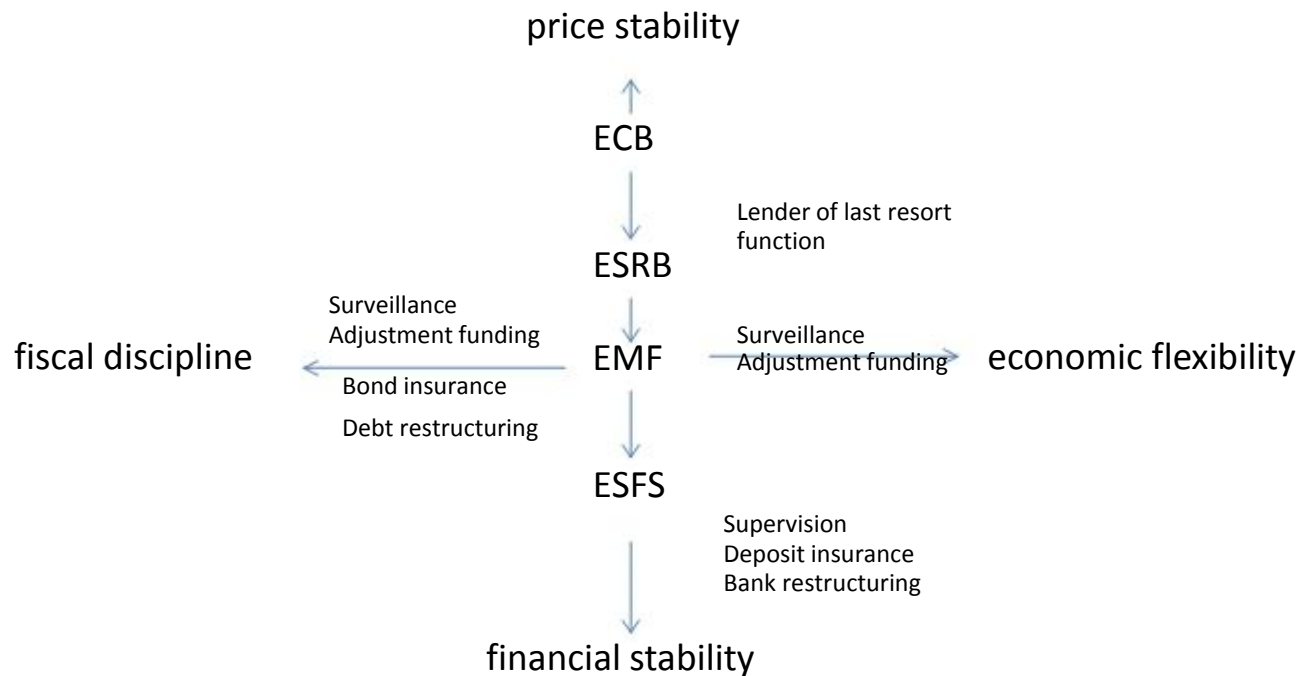 price stability
ECB
Lender of last resort
function
ESRB
Surveillance
Adjustment funding
fiscal discipline
EMF
Surveillance
Adjustment funding
economic flexibility
Bond insurance
Debt restructuring
ESFS
Supervision
Deposit insurance
Bank restructuring
financial stability